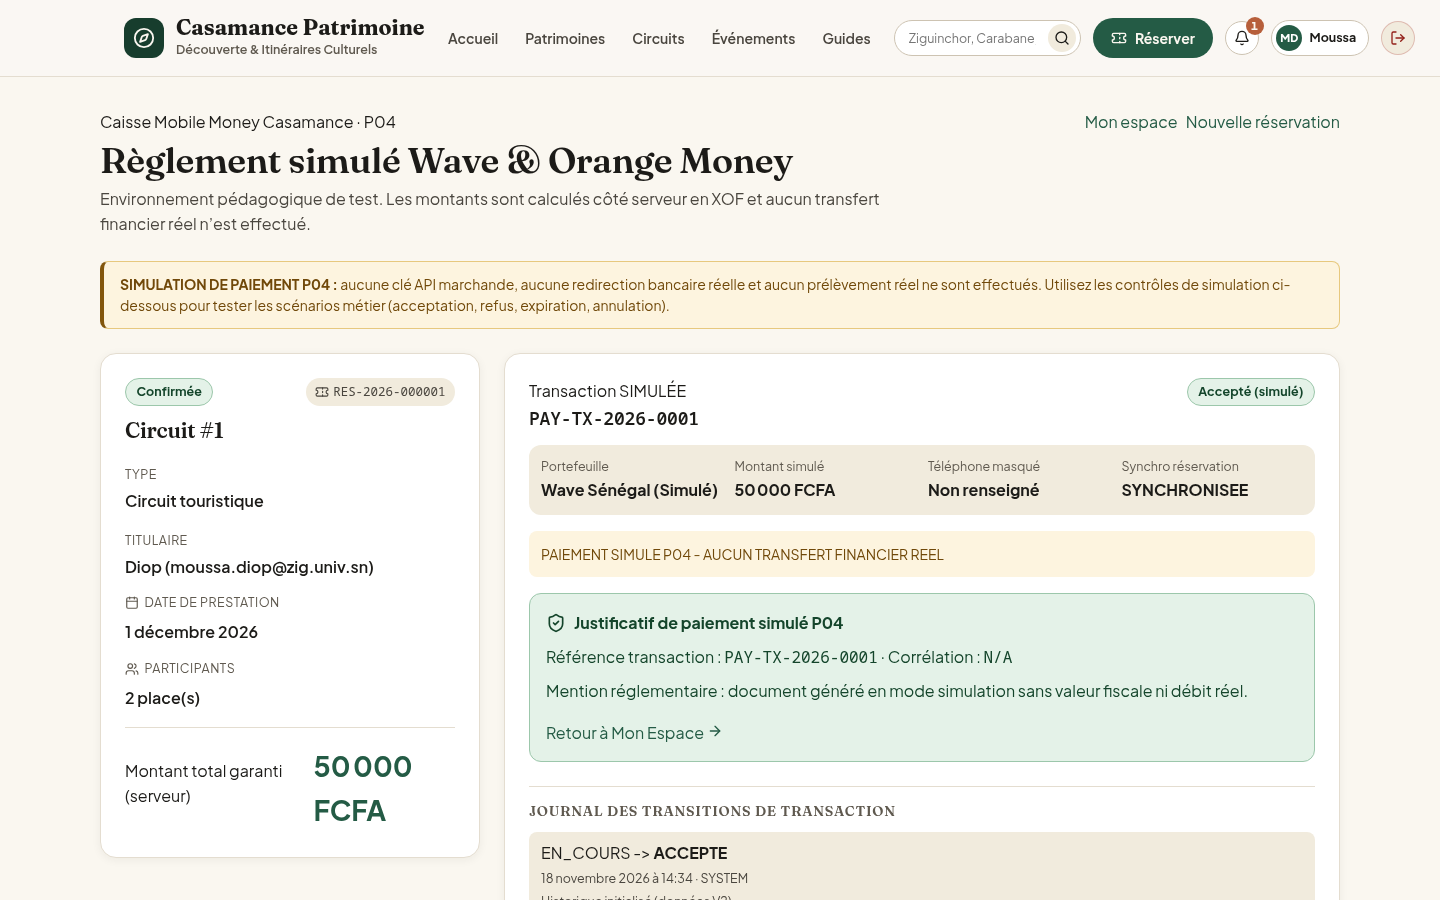 Casamance Patrimoine
Découverte & Itinéraires Culturels
Accueil
Patrimoines
Circuits
Événements
Guides
Ziguinchor, Carabane
Réserver
1
MD
Moussa
Caisse Mobile Money Casamance · P04
Mon espace
Nouvelle réservation
Règlement simulé Wave & Orange Money
Environnement pédagogique de test. Les montants sont calculés côté serveur en XOF et aucun transfert
financier réel n’est effectué.
SIMULATION DE PAIEMENT P04 : aucune clé API marchande, aucune redirection bancaire réelle et aucun prélèvement réel ne sont effectués. Utilisez les contrôles de simulation ci-
dessous pour tester les scénarios métier (acceptation, refus, expiration, annulation).
Confirmée
RES-2026-000001
Circuit #1
TYPE
Circuit touristique
TITULAIRE
Diop (moussa.diop@zig.univ.sn)
DATE DE PRESTATION
1 décembre 2026
PARTICIPANTS
2 place(s)
Montant total garanti
(serveur)
50 000
FCFA
Transaction SIMULÉE
PAY-TX-2026-0001
Accepté (simulé)
Portefeuille
Wave Sénégal (Simulé)
Montant simulé
50 000 FCFA
Téléphone masqué
Non renseigné
Synchro réservation
SYNCHRONISEE
PAIEMENT SIMULE P04 - AUCUN TRANSFERT FINANCIER REEL
Justificatif de paiement simulé P04
Référence transaction : PAY-TX-2026-0001 · Corrélation : N/A
Mention réglementaire : document généré en mode simulation sans valeur fiscale ni débit réel.
Retour à Mon Espace →
JOURNAL DES TRANSITIONS DE TRANSACTION
EN_COURS -> ACCEPTE
18 novembre 2026 à 14:34 · SYSTEM
Historique initialisé (données V2)